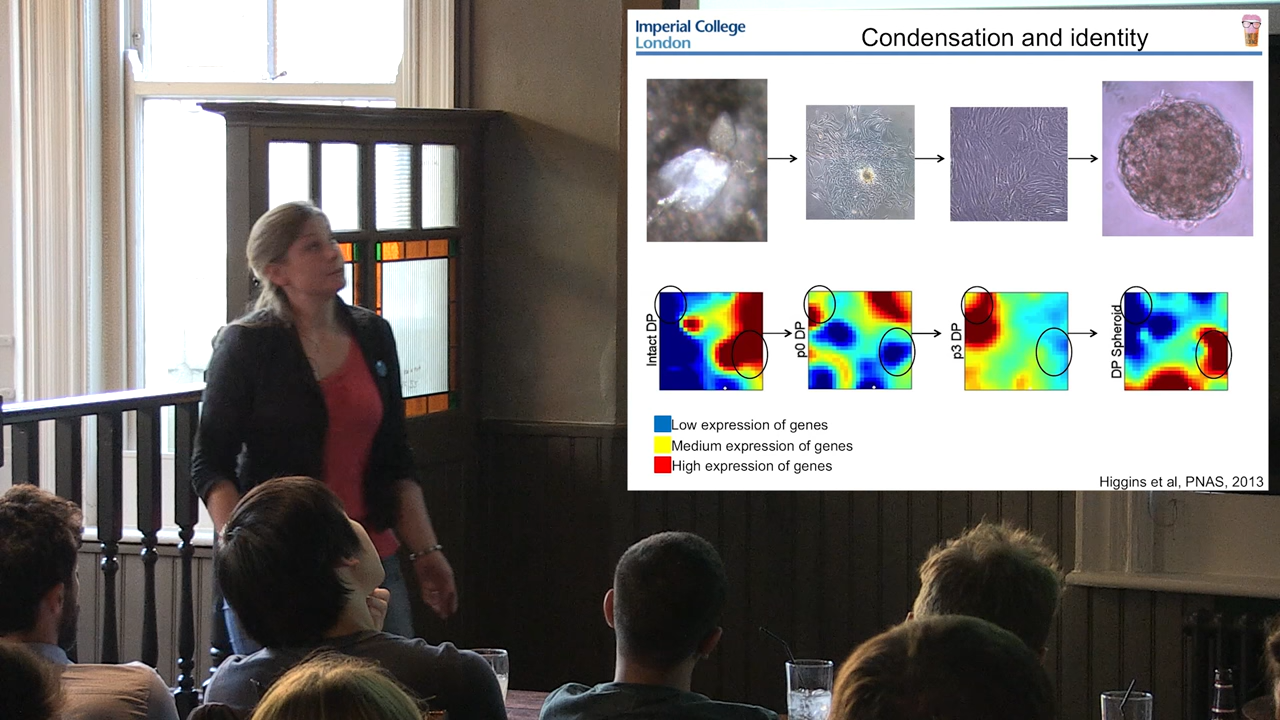 Imperial College
London
Condensation and identity
Intact DP
p0 DP
p3 DP
DP Spheroid
Low expression of genes
Medium expression of genes
High expression of genes
Higgins et al, PNAS, 2013